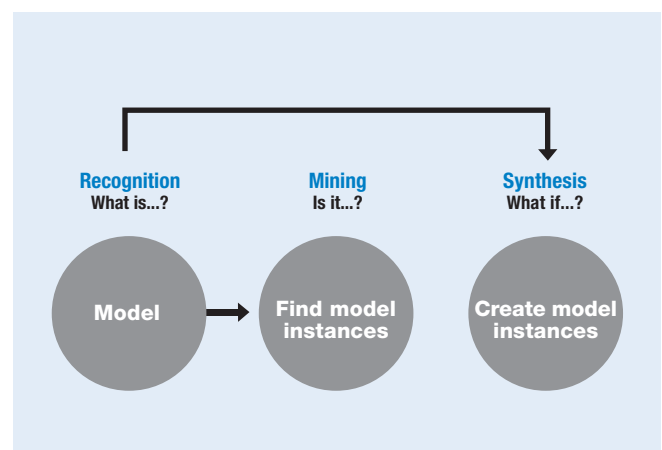 Recognition
What is...?
Mining
Is it...?
Synthesis
What if...?
Model
Find model
instances
Create model
instances